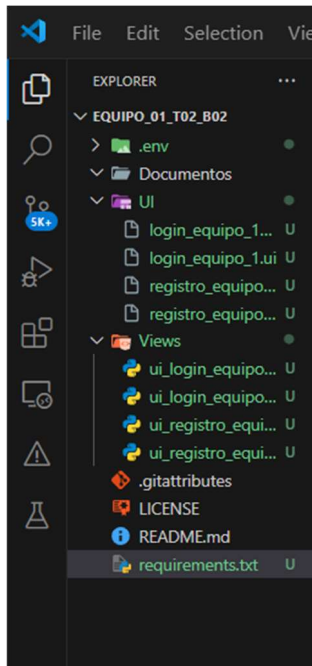 File Edit Selection Vie
EXPLORER ...
EQUIPO_01_T02_B02
.env
Documentos
UI
login_equipo_1... U
login_equipo_1.ui U
registro_equipo... U
registro_equipo... U
Views
ui_login_equipo... U
ui_login_equipo... U
ui_registro_equi... U
ui_registro_equi... U
.gitattributes
LICENSE
README.md
requirements.txt U
5K+